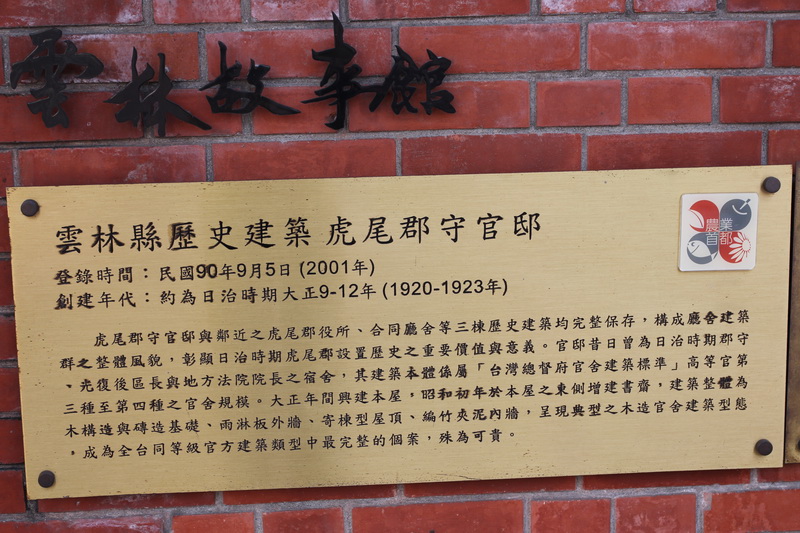 雲林故事館
雲林縣歷史建築 虎尾郡守官邸
農業
首都
登錄時間：民國90年9月5日 (2001年)
創建年代：約為日治時期大正9-12年 (1920-1923年)
虎尾郡守官邸與鄰近之虎尾郡役所、合同廳舍等三棟歷史建築均完整保存，構成廳舍建築
群之整體風貌，彰顯日治時期虎尾郡設置歷史之重要價值與意義。官邸昔日曾為日治時期郡守
、光復後區長與地方法院院長之宿舍，其建築本體係屬「台灣總督府官舍建築標準」高等官第
三種至第四種之官舍規模。大正年間興建本屋，昭和初年於本屋之東側增建書齋，建築整體為
木構造與磚造基礎、雨淋板外牆、寄棟型屋頂、編竹夾泥內牆，呈現典型之木造官舍建築型態
，成為全台同等級官方建築類型中最完整的個案，殊為可貴。